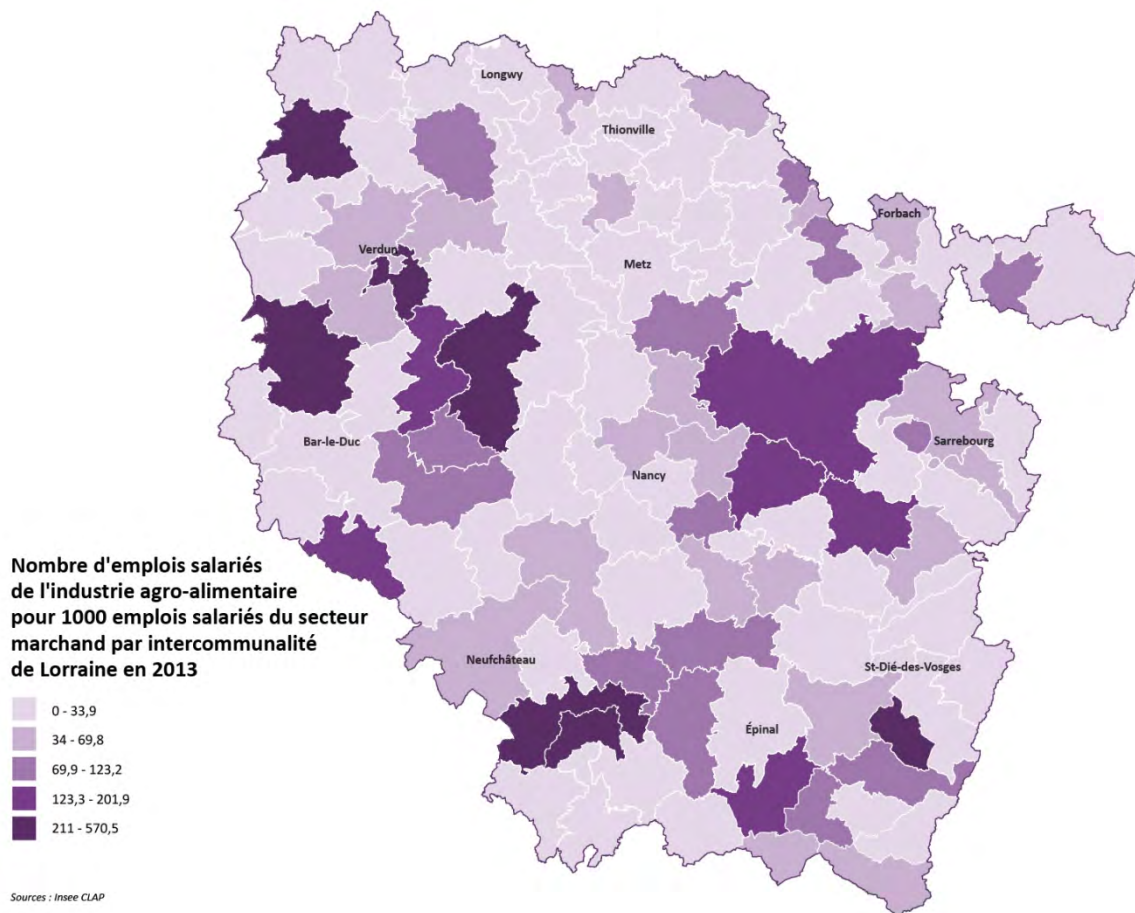 Longwy
Thionville
Forbach
Verdun
Metz
Bar-le-Duc
Sarrebourg
Nancy
Nombre d'emplois salariés
de l'industrie agro-alimentaire
pour 1000 emplois salariés du secteur
marchand par intercommunalité
de Lorraine en 2013
Neufchâteau
St-Dié-des-Vosges
Épinal
0 - 33,9
34 - 69,8
69,9 - 123,2
123,3 - 201,9
211 - 570,5
Sources : Insee CLAP